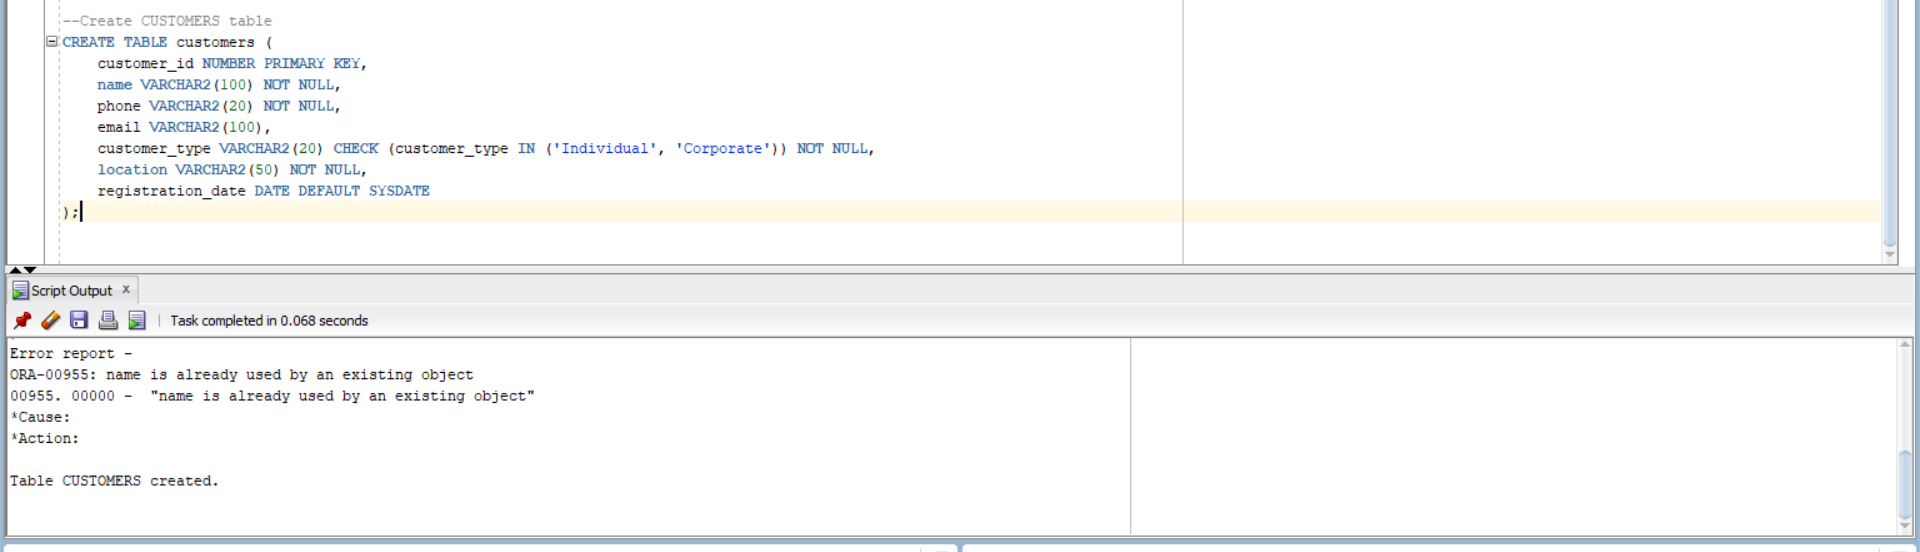 --Create CUSTOMERS table
CREATE TABLE customers (
customer_id NUMBER PRIMARY KEY,
name VARCHAR2(100) NOT NULL,
phone VARCHAR2(20) NOT NULL,
email VARCHAR2(100),
customer_type VARCHAR2(20) CHECK (customer_type IN ('Individual', 'Corporate')) NOT NULL,
location VARCHAR2(50) NOT NULL,
registration_date DATE DEFAULT SYSDATE
);
Script Output x
Task completed in 0.068 seconds
Error report -
ORA-00955: name is already used by an existing object
00955. 00000 - "name is already used by an existing object"
*Cause:
*Action:
Table CUSTOMERS created.